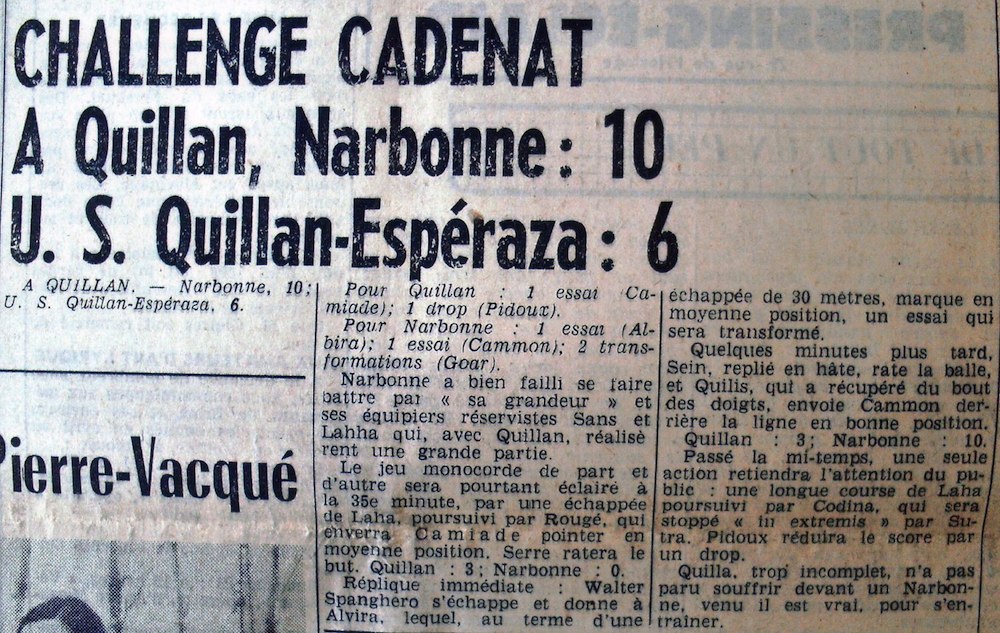 CHALLENGE CADENAT
A Quillan, Narbonne : 10
U. S. Quillan-Espéraza : 6
A QUILLAN. — Narbonne, 10;
U. S. Quillan-Espéraza, 6.
Pierre-Vacqué
Pour Quillan : 1 essai (Ca-
miade); 1 drop (Pidoux).
Pour Narbonne : 1 essai (Al-
bira); 1 essai (Cammon); 2 trans-
formations (Goar).
Narbonne a bien failli se faire
battre par « sa grandeur » et
ses équipiers réservistes Sans et
Lahha qui, avec Quillan, réalisè
rent une grande partie.
Le jeu monocorde de part et
d'autre sera pourtant éclairé à
la 35e minute, par une échappée
de Laha, poursuivi par Rougé, qui
enverra Camiade pointer en
moyenne position. Serre ratera le
but. Quillan : 3; Narbonne : 0.
Réplique immédiate : Walter
Spanghero s'échappe et donne à
Alvira, lequel, au terme d'une
échappée de 30 mètres, marque en
moyenne position, un essai qui
sera transformé.
Quelques minutes plus tard,
Sein, replié en hâte, rate la balle,
et Quilis, qui a récupéré du bout
des doigts, envoie Cammon der-
rière la ligne en bonne position.
Quillan : 3; Narbonne : 10.
Passé la mi-temps, une seule
action retiendra l'attention du pu-
blic : une longue course de Laha
poursuivi par Codina, qui sera
stoppé « in extremis » par Su-
tra. Pidoux réduira le score par
un drop.
Quilla, trop incomplet, n'a pas
paru souffrir devant un Narbon-
ne, venu il est vrai, pour s'en-
trainer.